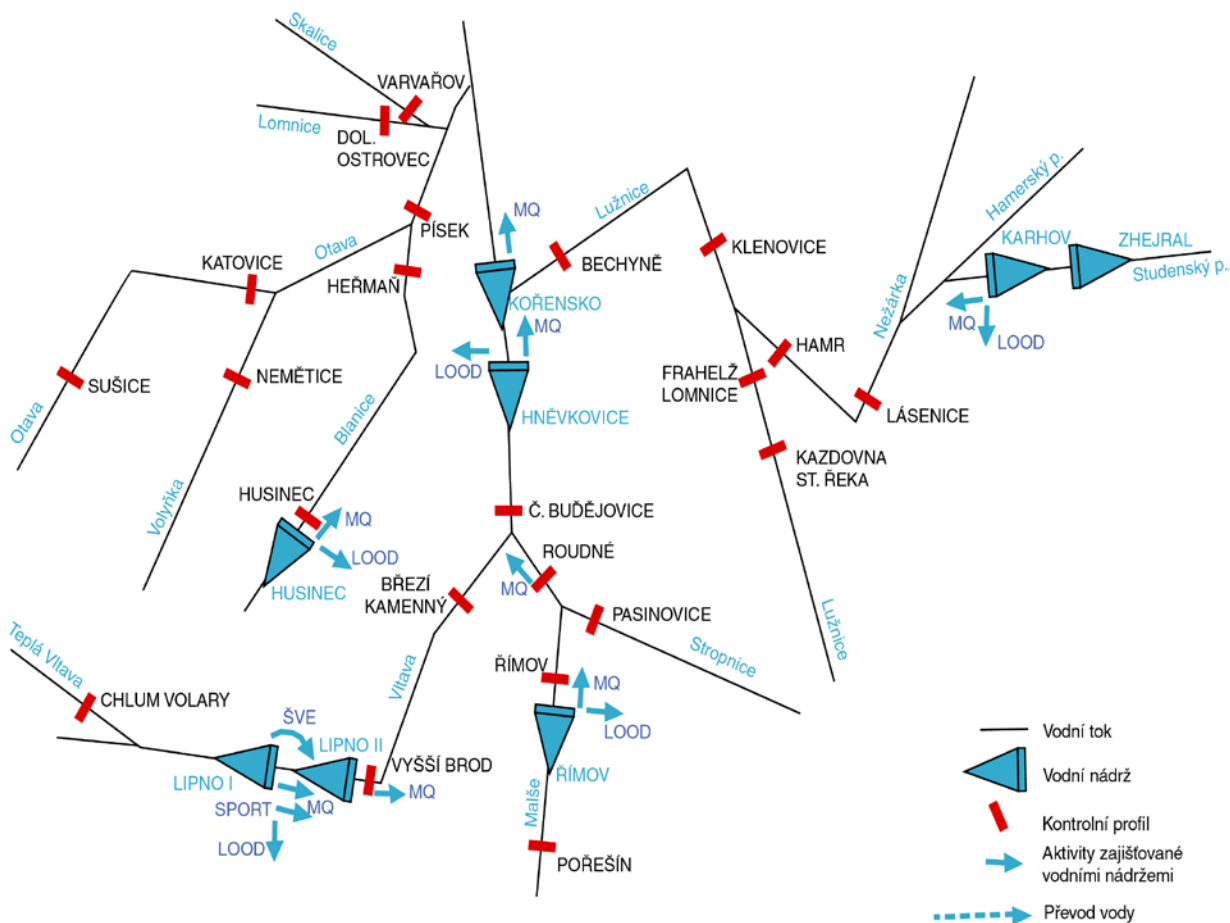 Skalice
VARVAŘOV
Lomnice
DOL.
OSTROVEC
PÍSEK
Otava
KATOVICE
HEŘMAŇ
SUŠICE
NEMĚTICE
Otava
Volyňka
Blanice
HUSINEC
MQ
LOOD
HUSINEC
MQ
Lužnice
BECHYNĚ
KOŘENSKO
MQ
LOOD
HNĚVKOVICE
KLENOVICE
HAMR
FRAHELŽ
LOMNICE
KAZDOVNA
ST. ŘEKA
Lužnice
Nežárka
Hamerský p.
KARHOV
ZHEJRAL
Studenský p.
MQ
LOOD
LÁSENICE
Č. BUĎĚJOVICE
ROUDNÉ
MQ
BŘEZÍ
KAMENNÝ
PASINOVICE
Stropnice
ŘÍMOV
MQ
LOOD
ŘÍMOV
Malše
POŘEŠÍN
Vltava
Teplá Vltava
CHLUM VOLARY
ŠVE
LIPNO II
VYŠŠÍ BROD
MQ
LIPNO I
SPORT
MQ
LOOD
Vodní tok
Vodní nádrž
Kontrolní profil
Aktivity zajišťované
vodními nádržemi
Převod vody